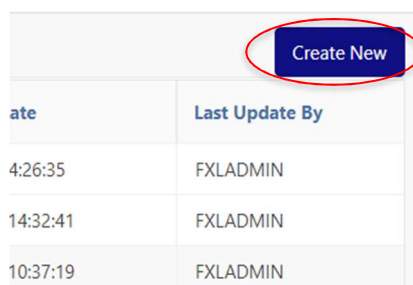 Create New
ate Last Update By
4:26:35 FXLADMIN
14:32:41 FXLADMIN
10:37:19 FXLADMIN